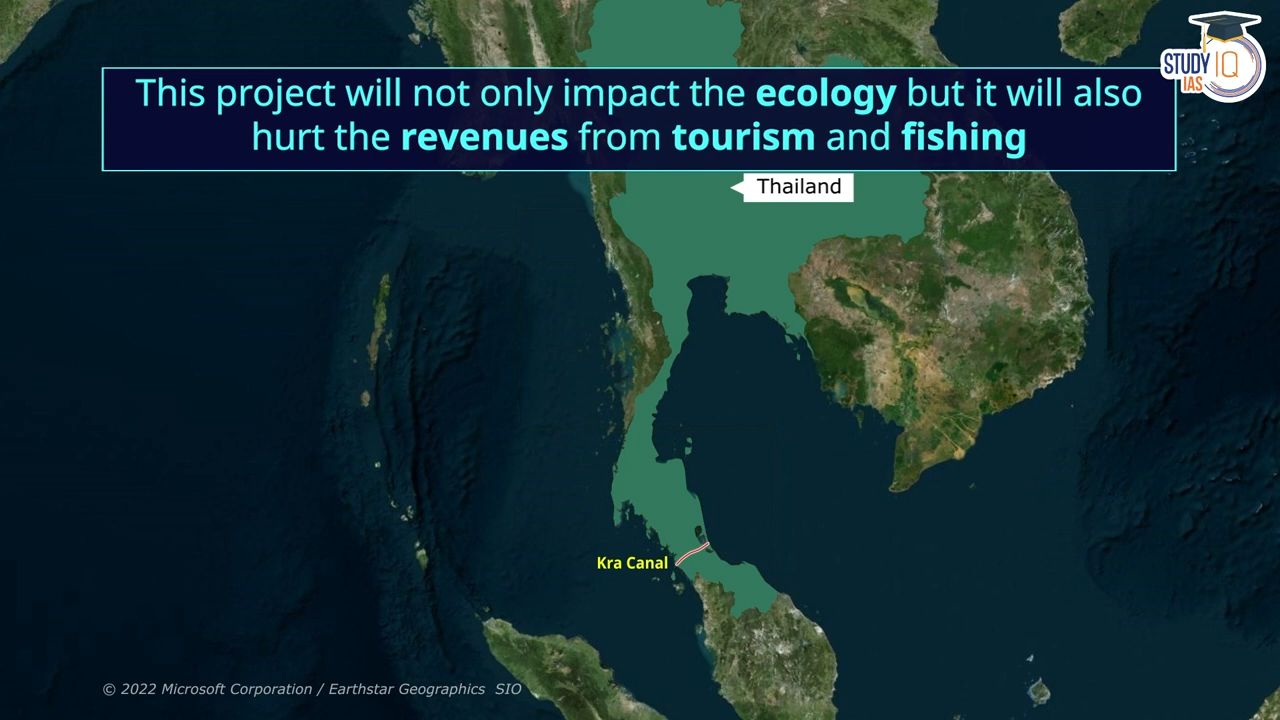 STUDY IQ
IAS
This project will not only impact the ecology but it will also
hurt the revenues from tourism and fishing
Thailand
Kra Canal
© 2022 Microsoft Corporation / Earthstar Geographics SIO